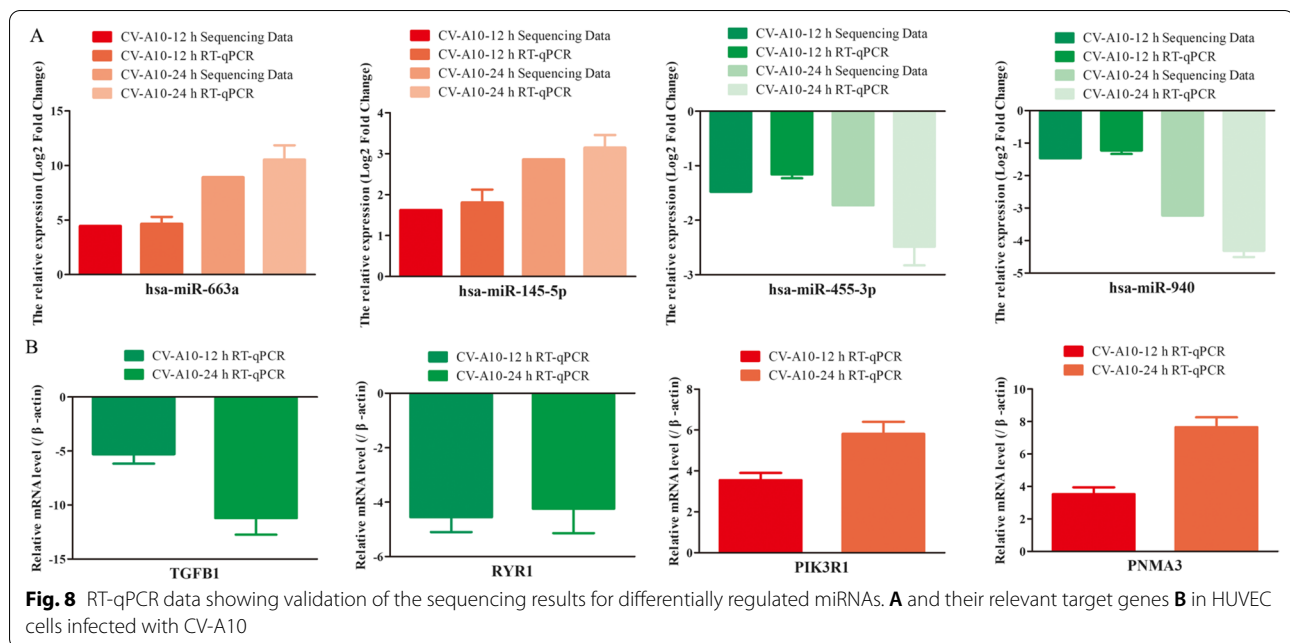 A
CV-A10-12 h Sequencing Data
CV-A10-12 h RT-qPCR
CV-A10-24 h Sequencing Data
CV-A10-24 h RT-qPCR
The relative expression (Log2 Fold Change)
15
10
5
0
hsa-miR-663a
CV-A10-12 h Sequencing Data
CV-A10-12 h RT-qPCR
CV-A10-24 h Sequencing Data
CV-A10-24 h RT-qPCR
The relative expression (Log2 Fold Change)
4
3
2
1
0
hsa-miR-145-5p
CV-A10-12 h Sequencing Data
CV-A10-12 h RT-qPCR
CV-A10-24 h Sequencing Data
CV-A10-24 h RT-qPCR
The relative expression (Log2 Fold Change)
0
-1
-2
-3
hsa-miR-455-3p
CV-A10-12 h Sequencing Data
CV-A10-12 h RT-qPCR
CV-A10-24 h Sequencing Data
CV-A10-24 h RT-qPCR
The relative expression (Log2 Fold Change)
0
-1
-2
-3
-4
-5
hsa-miR-940
B
CV-A10-12 h RT-qPCR
CV-A10-24 h RT-qPCR
Relative mRNA level (/ β -actin)
0
-5
-10
-15
TGFB1
CV-A10-12 h RT-qPCR
CV-A10-24 h RT-qPCR
Relative mRNA level (/ β -actin)
0
-2
-4
-6
RYR1
CV-A10-12 h RT-qPCR
CV-A10-24 h RT-qPCR
Relative mRNA level (/ β -actin)
8
6
4
2
0
PIK3R1
CV-A10-12 h RT-qPCR
CV-A10-24 h RT-qPCR
Relative mRNA level (/ β -actin)
10
8
6
4
2
0
PNMA3
Fig. 8 RT-qPCR data showing validation of the sequencing results for differentially regulated miRNAs. A and their relevant target genes B in HUVEC
cells infected with CV-A10